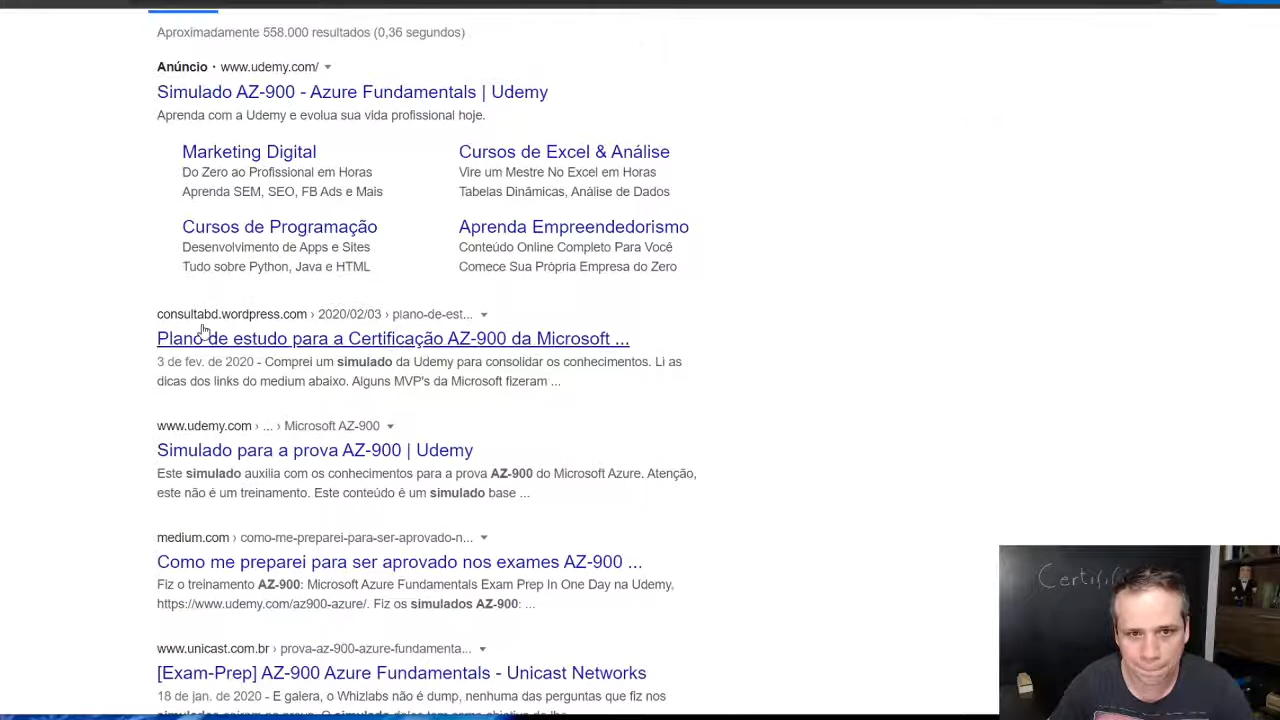 Aproximadamente 558.000 resultados (0,36 segundos)
Anúncio · www.udemy.com/
Simulado AZ-900 - Azure Fundamentals | Udemy
Aprenda com a Udemy e evolua sua vida profissional hoje.
Marketing Digital
Do Zero ao Profissional em Horas
Aprenda SEM, SEO, FB Ads e Mais
Cursos de Excel & Análise
Vire um Mestre No Excel em Horas
Tabelas Dinâmicas, Análise de Dados
Cursos de Programação
Desenvolvimento de Apps e Sites
Tudo sobre Python, Java e HTML
Aprenda Empreendedorismo
Conteúdo Online Completo Para Você
Comece Sua Própria Empresa do Zero
consultabd.wordpress.com › 2020/02/03 › plano-de-est...
Plano de estudo para a Certificação AZ-900 da Microsoft ...
3 de fev. de 2020 - Comprei um simulado da Udemy para consolidar os conhecimentos. Li as
dicas dos links do medium abaixo. Alguns MVP's da Microsoft fizeram ...
www.udemy.com › ... › Microsoft AZ-900
Simulado para a prova AZ-900 | Udemy
Este simulado auxilia com os conhecimentos para a prova AZ-900 do Microsoft Azure. Atenção,
este não é um treinamento. Este conteúdo é um simulado base ...
medium.com › como-me-preparei-para-ser-aprovado-n...
Como me preparei para ser aprovado nos exames AZ-900 ...
Fiz o treinamento AZ-900: Microsoft Azure Fundamentals Exam Prep In One Day na Udemy,
https://www.udemy.com/az900-azure/. Fiz os simulados AZ-900: ...
www.unicast.com.br › prova-az-900-azure-fundamenta...
[Exam-Prep] AZ-900 Azure Fundamentals - Unicast Networks
18 de jan. de 2020 - E galera, o Whizlabs não é dump, nenhuma das perguntas que fiz nos